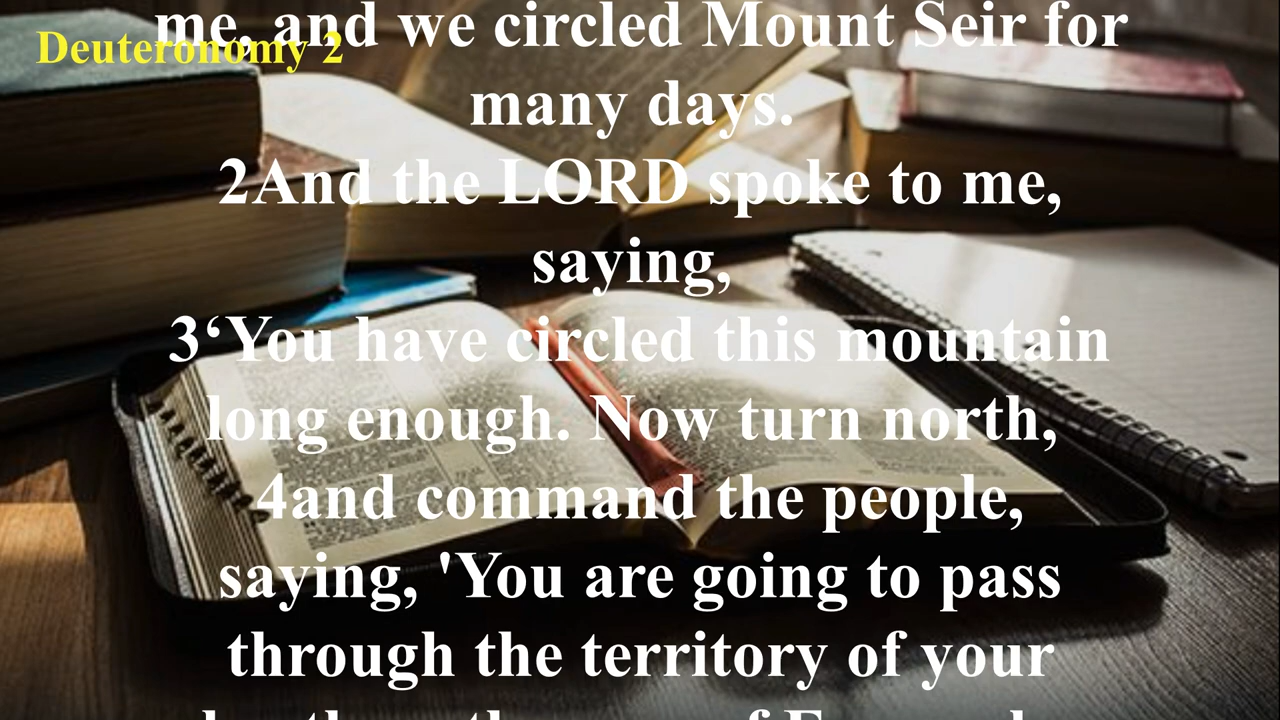 Deuteronomy 2
me, and we circled Mount Seir for
many days.
2And the LORD spoke to me,
saying,
3‘You have circled this mountain
long enough. Now turn north,
4and command the people,
saying, 'You are going to pass
through the territory of your